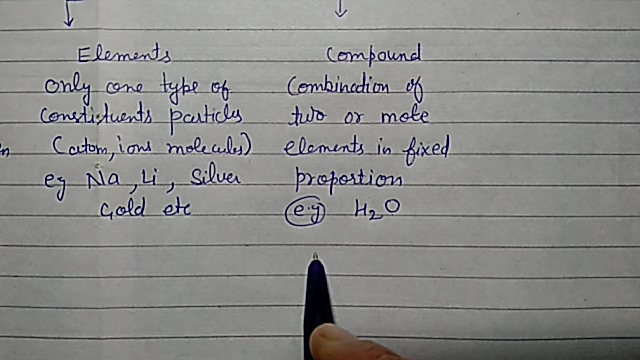 Elements
Only one type of
Constituents particles
(atom, ions molecules)
eg Na, Li, Silver
Gold etc
Compound
Combination of
two or mole
elements in fixed
proportion
e.g H₂O